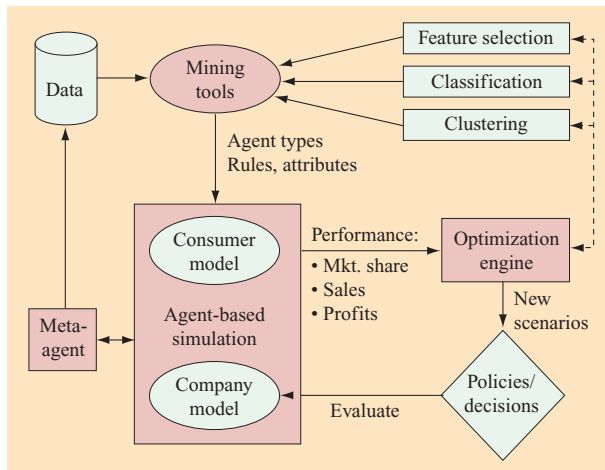 Feature selection
Data
Mining
tools
Classification
Clustering
Agent types
Rules, attributes
Consumer
model
Performance:
• Mkt. share
• Sales
• Profits
Optimization
engine
Meta-
agent
Agent-based
simulation
New
scenarios
Company
model
Evaluate
Policies/
decisions